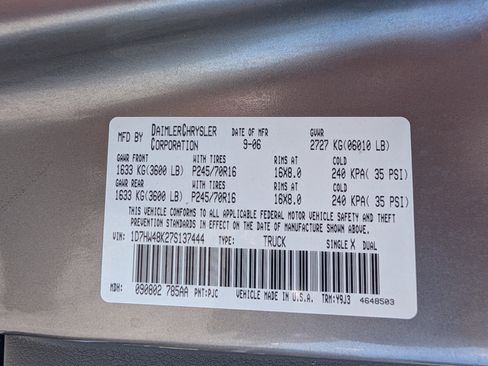 MFD BY DAIMLERCHRYSLER CORPORATION DATE OF MFR 9-06 GVWR 2727 KG(06010 LB)
GAWR FRONT WITH TIRES RIMS AT COLD
1633 KG(3600 LB) P245/70R16 16X8.0 240 KPA( 35 PSI)
GAWR REAR WITH TIRES RIMS AT COLD
1633 KG(3600 LB) P245/70R16 16X8.0 240 KPA( 35 PSI)
THIS VEHICLE CONFORMS TO ALL APPLICABLE FEDERAL MOTOR VEHICLE SAFETY AND THEFT
PREVENTION STANDARDS IN EFFECT ON THE DATE OF MANUFACTURE SHOWN ABOVE.
VIN: 1D7HW48K27S137444 TYPE: TRUCK SINGLE X DUAL
MDH: 090802 785AA PNT:PJC VEHICLE MADE IN U.S.A. TRM:Y9J3 4648503